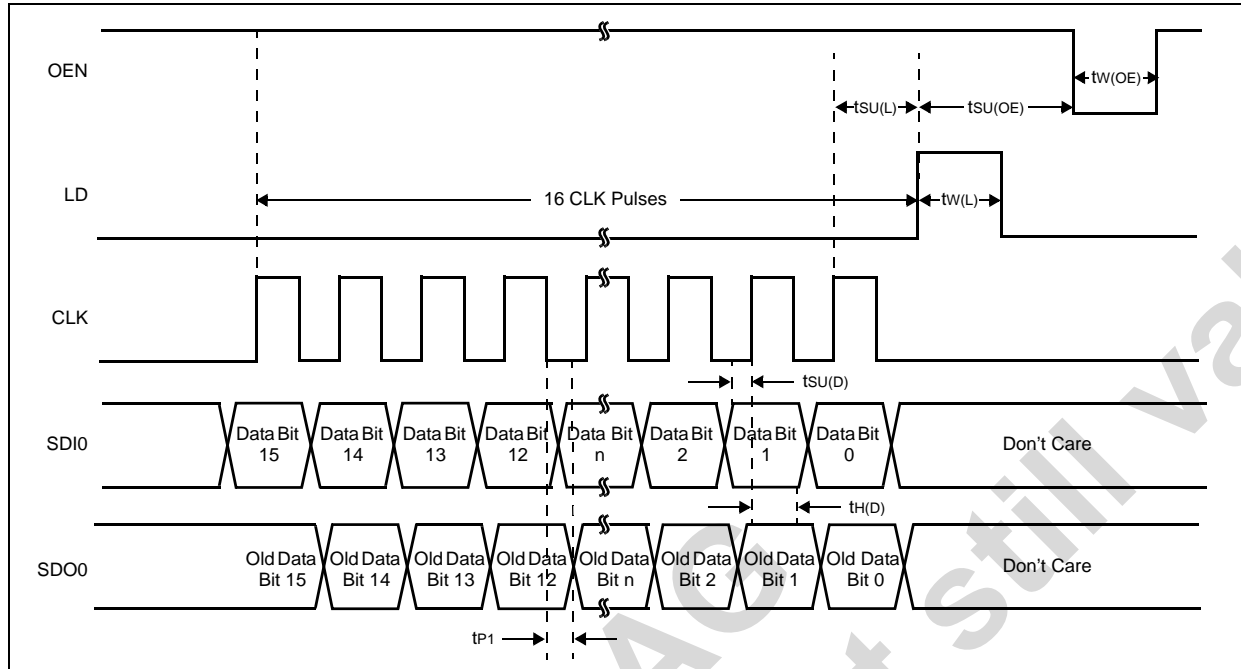 OEN
tW(OE)
tSU(L)
tSU(OE)
LD
16 CLK Pulses
tW(L)
CLK
tSU(D)
SDI0
Data Bit 15
Data Bit 14
Data Bit 13
Data Bit 12
Data Bit n
Data Bit 2
Data Bit 1
Data Bit 0
Don't Care
tH(D)
SDO0
Old Data Bit 15
Old Data Bit 14
Old Data Bit 13
Old Data Bit 12
Old Data Bit n
Old Data Bit 2
Old Data Bit 1
Old Data Bit 0
Don't Care
tP1
AG
still va